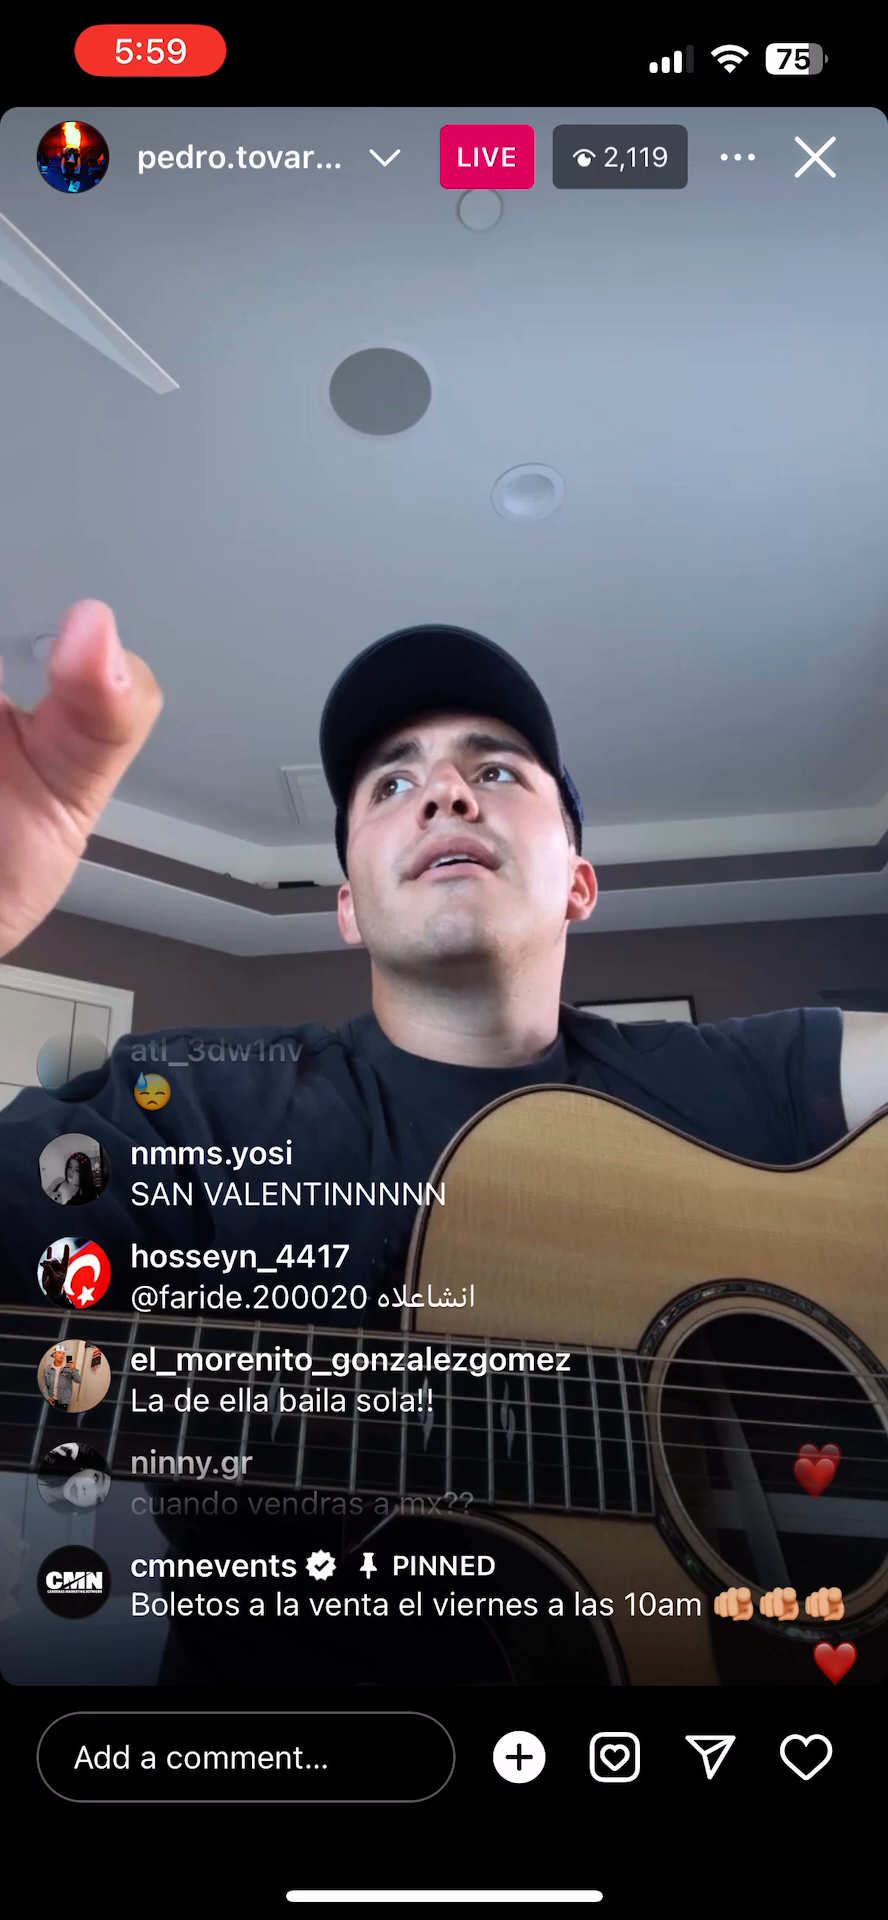 5:59
75
pedro.tovar...
LIVE
2,119
atl_3dw1nv
😓
nmms.yosi
SAN VALENTINNNNN
hosseyn_4417
@faride.200020 انشاعلاه
el_morenito_gonzalezgomez
La de ella baila sola!!
ninny.gr
cuando vendras a mx??
CMN
cmnevents PINNED
Boletos a la venta el viernes a las 10am 🫵🫵🫵
Add a comment...